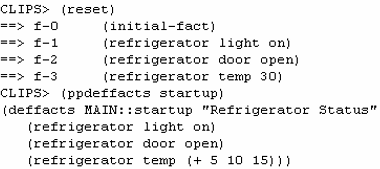 CLIPS> (reset)
==> f-0     (initial-fact)
==> f-1     (refrigerator light on)
==> f-2     (refrigerator door open)
==> f-3     (refrigerator temp 30)
CLIPS> (ppdeffacts startup)
(deffacts MAIN::startup "Refrigerator Status"
   (refrigerator light on)
   (refrigerator door open)
   (refrigerator temp (+ 5 10 15)))